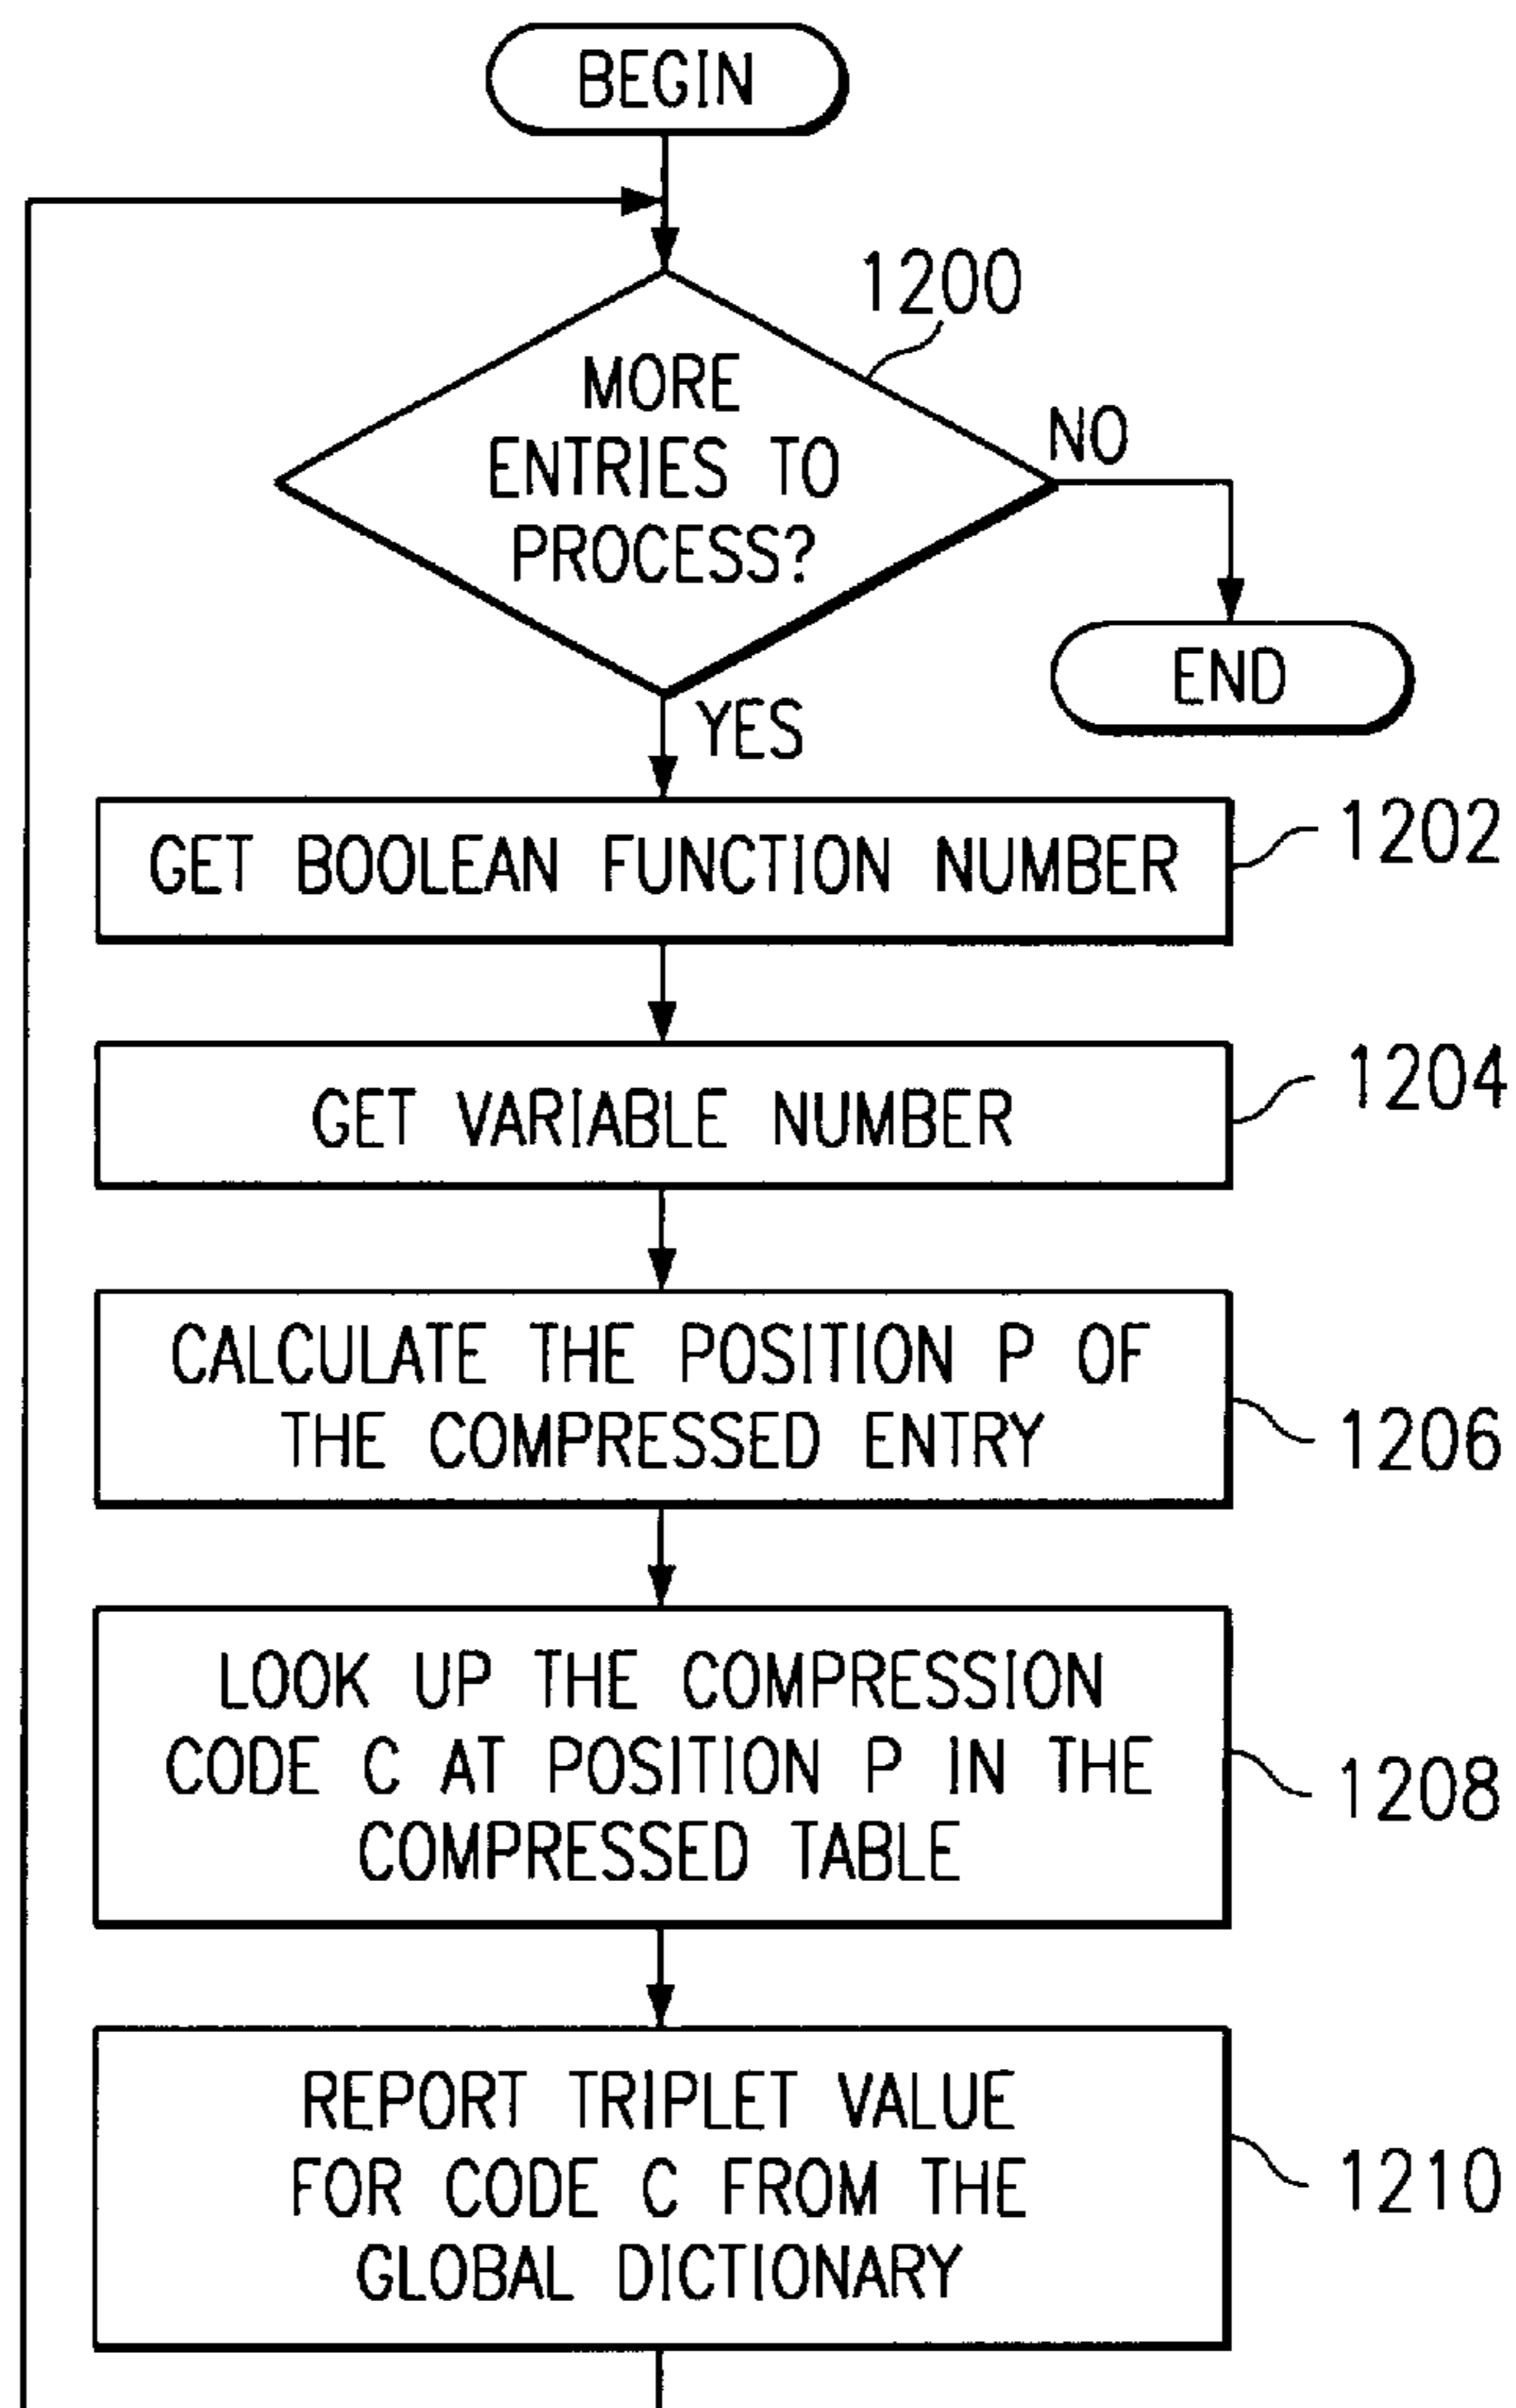 BEGIN
1200
MORE
ENTRIES TO
PROCESS?
NO
END
YES
GET BOOLEAN FUNCTION NUMBER
1202
GET VARIABLE NUMBER
1204
CALCULATE THE POSITION P OF
THE COMPRESSED ENTRY
1206
LOOK UP THE COMPRESSION
CODE C AT POSITION P IN THE
COMPRESSED TABLE
1208
REPORT TRIPLET VALUE
FOR CODE C FROM THE
GLOBAL DICTIONARY
1210